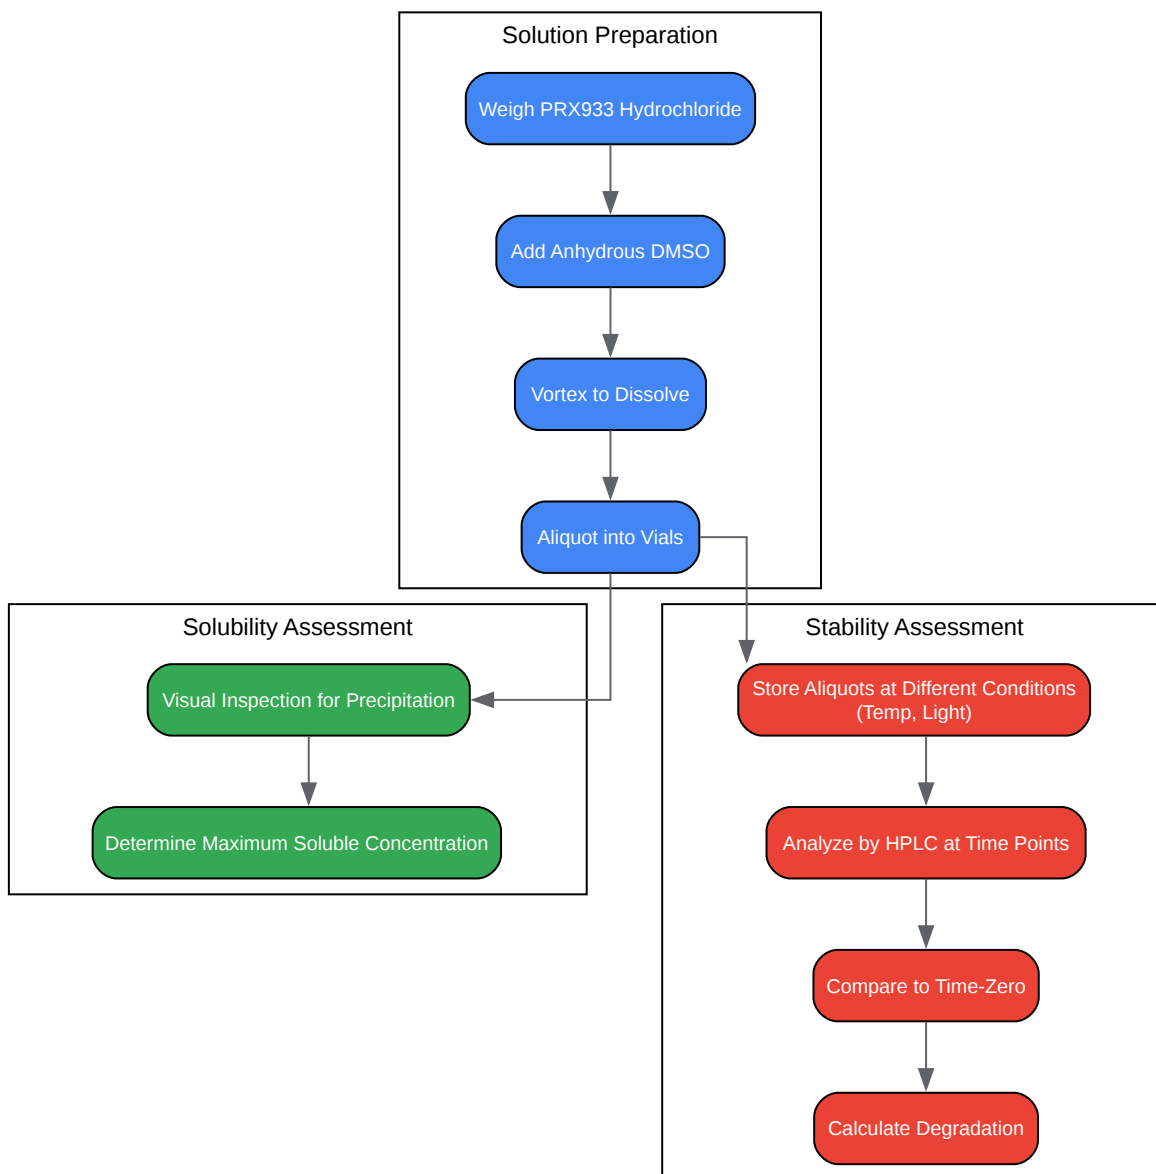 Solution Preparation
Weigh PRX933 Hydrochloride
Add Anhydrous DMSO
Vortex to Dissolve
Aliquot into Vials
Solubility Assessment
Visual Inspection for Precipitation
Determine Maximum Soluble Concentration
Stability Assessment
Store Aliquots at Different Conditions
(Temp, Light)
Analyze by HPLC at Time Points
Compare to Time-Zero
Calculate Degradation